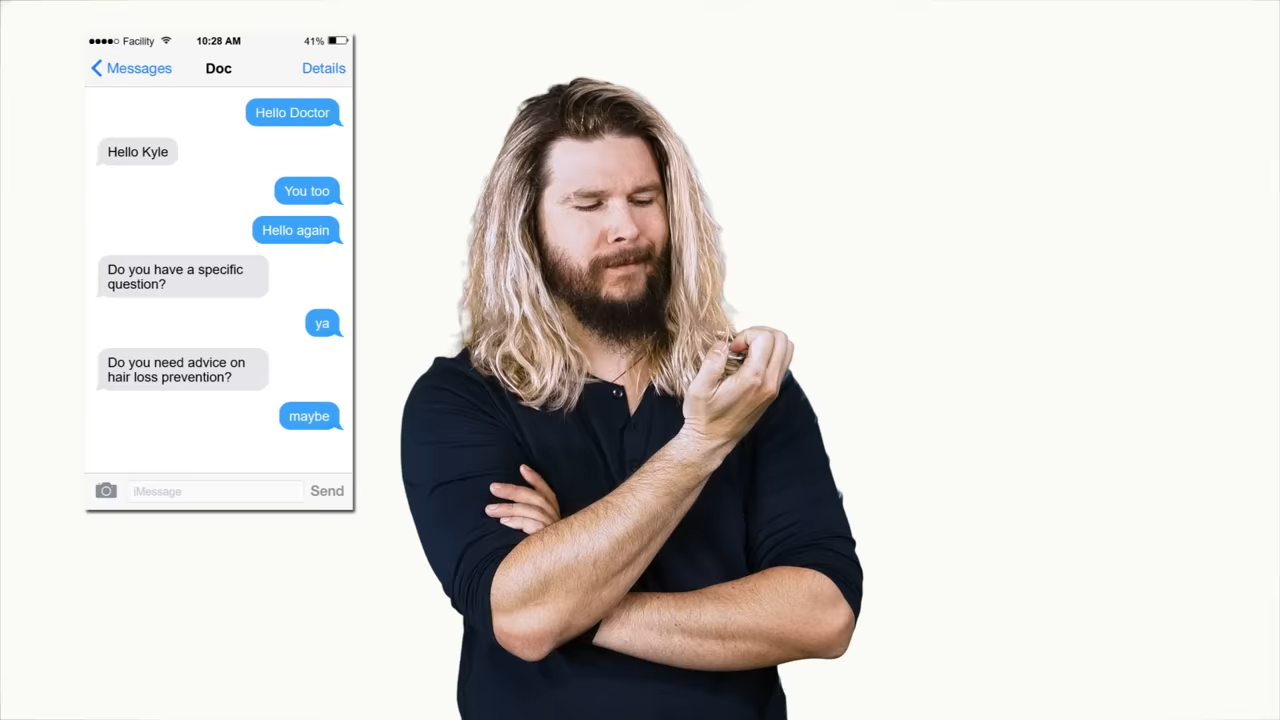 Facility 10:28 AM 41%
Messages Doc Details
Hello Doctor
Hello Kyle
You too
Hello again
Do you have a specific
question?
ya
Do you need advice on
hair loss prevention?
maybe
iMessage Send